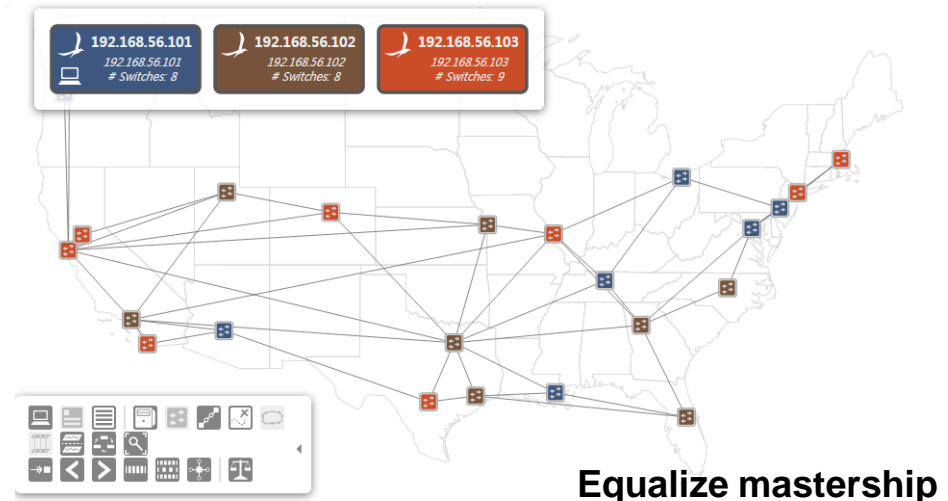 192.168.56.101
192.168.56.101
# Switches: 8
192.168.56.102
192.168.56.102
# Switches: 8
192.168.56.103
192.168.56.103
# Switches: 9
Equalize mastership